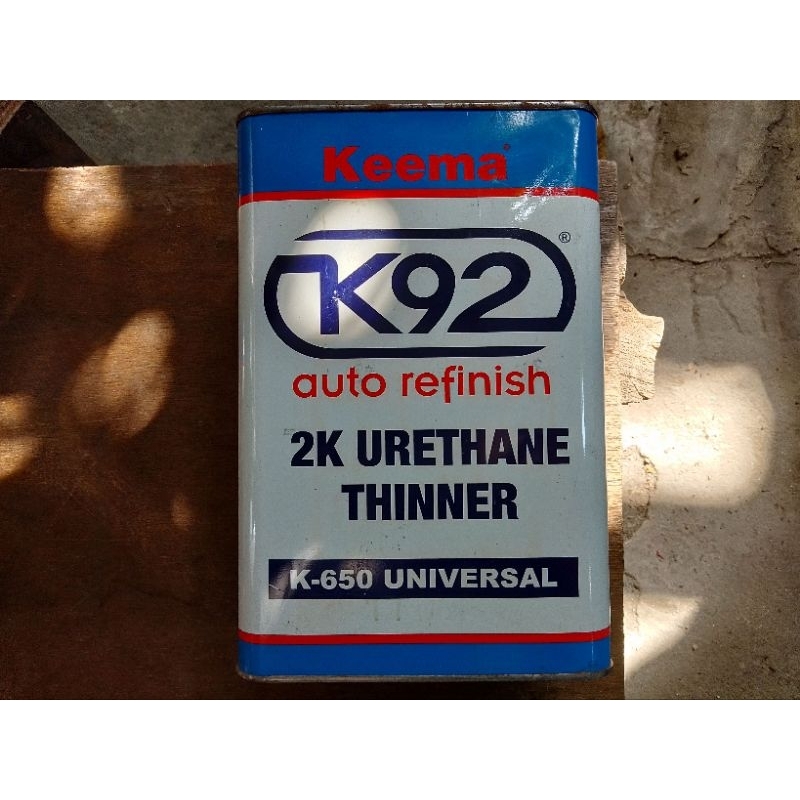 Keema®
K92®
auto refinish
2K URETHANE
THINNER
K-650 UNIVERSAL